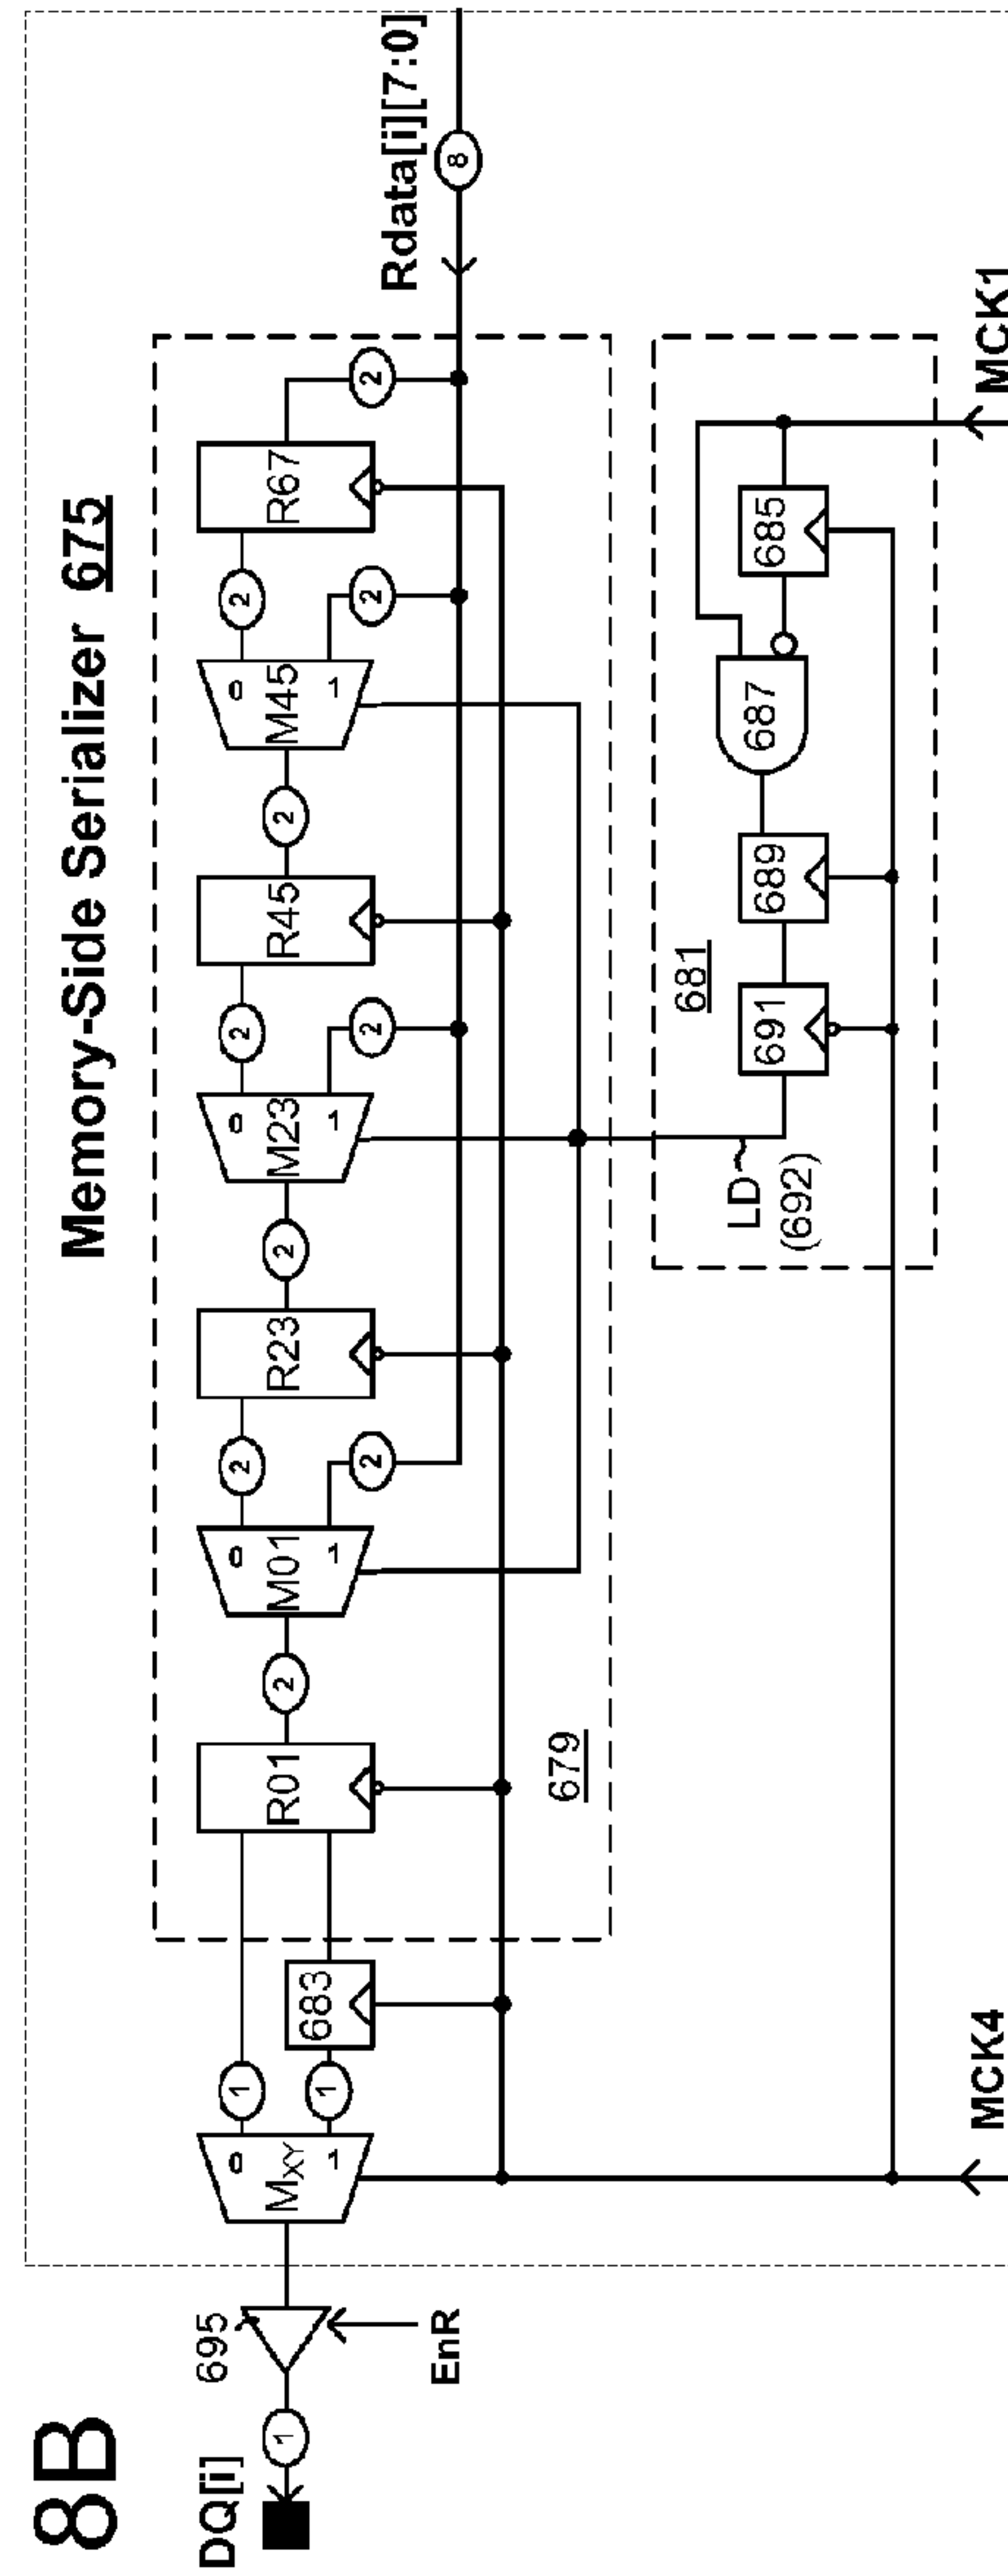 8B
Memory-Side Serializer 675
DQ[i]
1
695
EnR
MXY
0
1
1
1
683
R01
2
M01
0
1
2
2
R23
2
M23
0
1
2
2
R45
2
M45
0
1
2
2
R67
2
Rdata[i][7:0]
8
679
LD
(692)
681
691
689
687
685
MCK4
MCK1